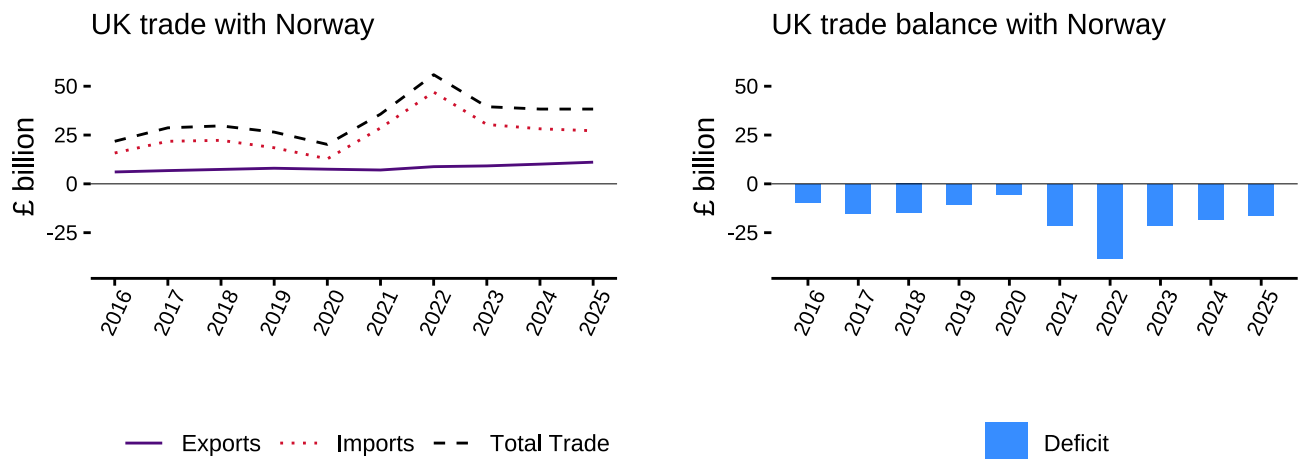 UK trade with Norway
£ billion
50
25
0
-25
2016 2017 2018 2019 2020 2021 2022 2023 2024 2025
Exports Imports Total Trade
UK trade balance with Norway
£ billion
50
25
0
-25
2016 2017 2018 2019 2020 2021 2022 2023 2024 2025
Deficit